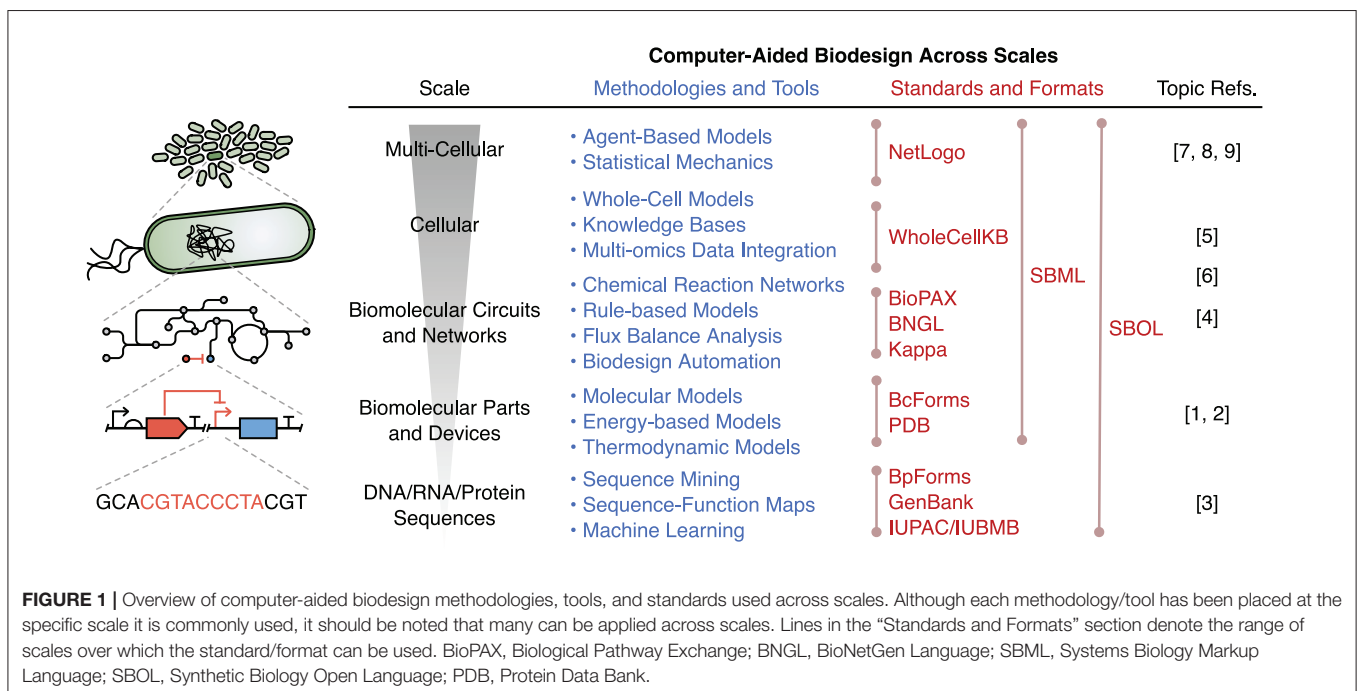 Computer-Aided Biodesign Across Scales
Scale
Methodologies and Tools
Standards and Formats
Topic Refs.
Multi-Cellular
• Agent-Based Models
• Statistical Mechanics
NetLogo
[7, 8, 9]
Cellular
• Whole-Cell Models
• Knowledge Bases
• Multi-omics Data Integration
WholeCellKB
[5]
[6]
Biomolecular Circuits
and Networks
• Chemical Reaction Networks
• Rule-based Models
• Flux Balance Analysis
• Biodesign Automation
BioPAX
BNGL
Kappa
SBML
SBOL
[4]
Biomolecular Parts
and Devices
• Molecular Models
• Energy-based Models
• Thermodynamic Models
BcForms
PDB
[1, 2]
GCACGTACCCTACGT
DNA/RNA/Protein
Sequences
• Sequence Mining
• Sequence-Function Maps
• Machine Learning
BpForms
GenBank
IUPAC/IUBMB
[3]
FIGURE 1 | Overview of computer-aided biodesign methodologies, tools, and standards used across scales. Although each methodology/tool has been placed at the
specific scale it is commonly used, it should be noted that many can be applied across scales. Lines in the “Standards and Formats” section denote the range of
scales over which the standard/format can be used. BioPAX, Biological Pathway Exchange; BNGL, BioNetGen Language; SBML, Systems Biology Markup
Language; SBOL, Synthetic Biology Open Language; PDB, Protein Data Bank.